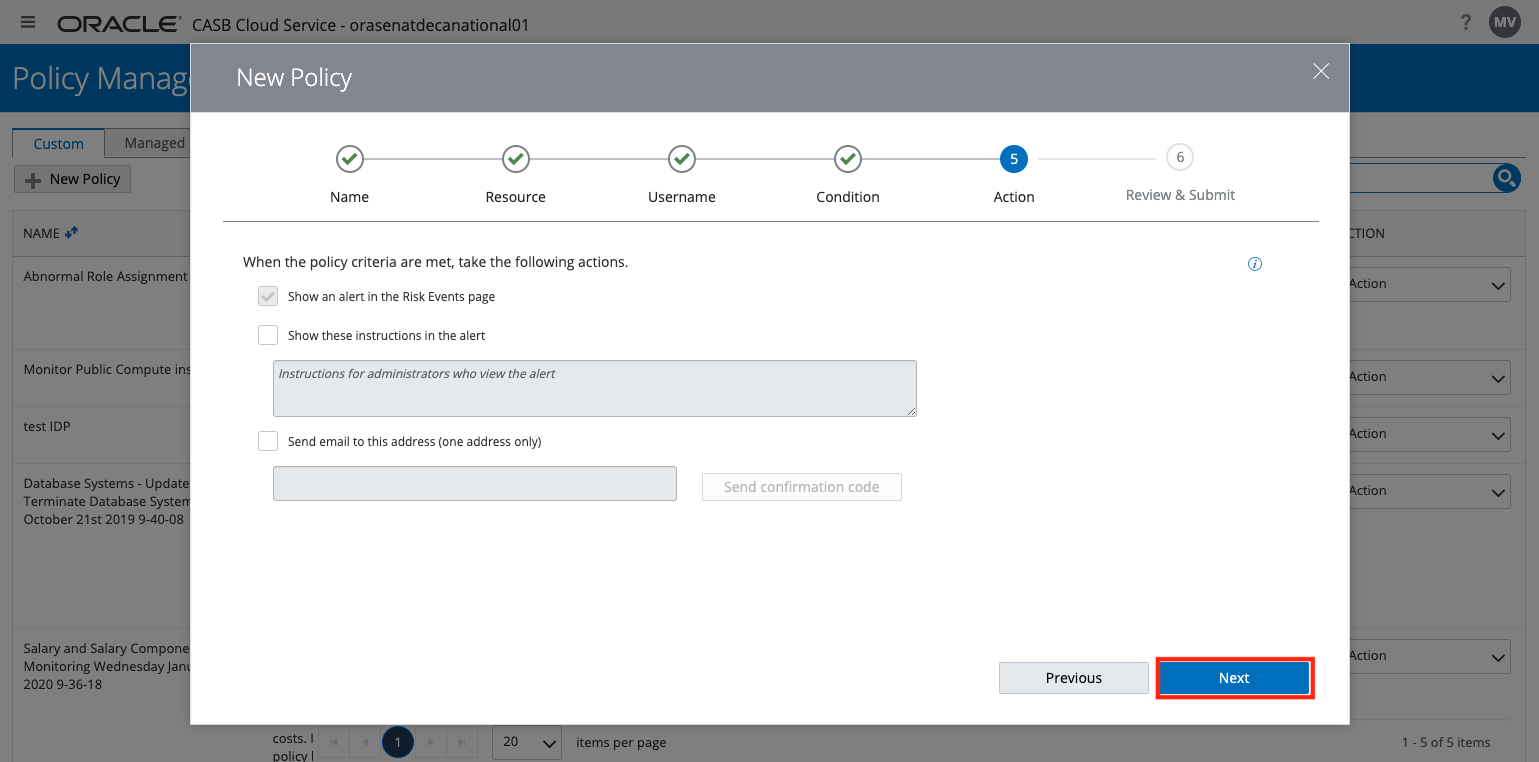 ORACLE CASB Cloud Service - orasenatdecanational01
? MV
Policy Manag
New Policy
Custom
Managed
New Policy
5
6
Name
Resource
Username
Condition
Action
Review & Submit
When the policy criteria are met, take the following actions.
Show an alert in the Risk Events page
Show these instructions in the alert
Instructions for administrators who view the alert
Send email to this address (one address only)
Send confirmation code
Previous
Next
NAME
CTION
Abnormal Role Assignment
Action
Monitor Public Compute ins
Action
test IDP
Action
Database Systems - Update
Terminate Database System
October 21st 2019 9-40-08
Action
Salary and Salary Compone
Monitoring Wednesday Janu
2020 9-36-18
Action
costs. I
policy l
1
20
items per page
1 - 5 of 5 items